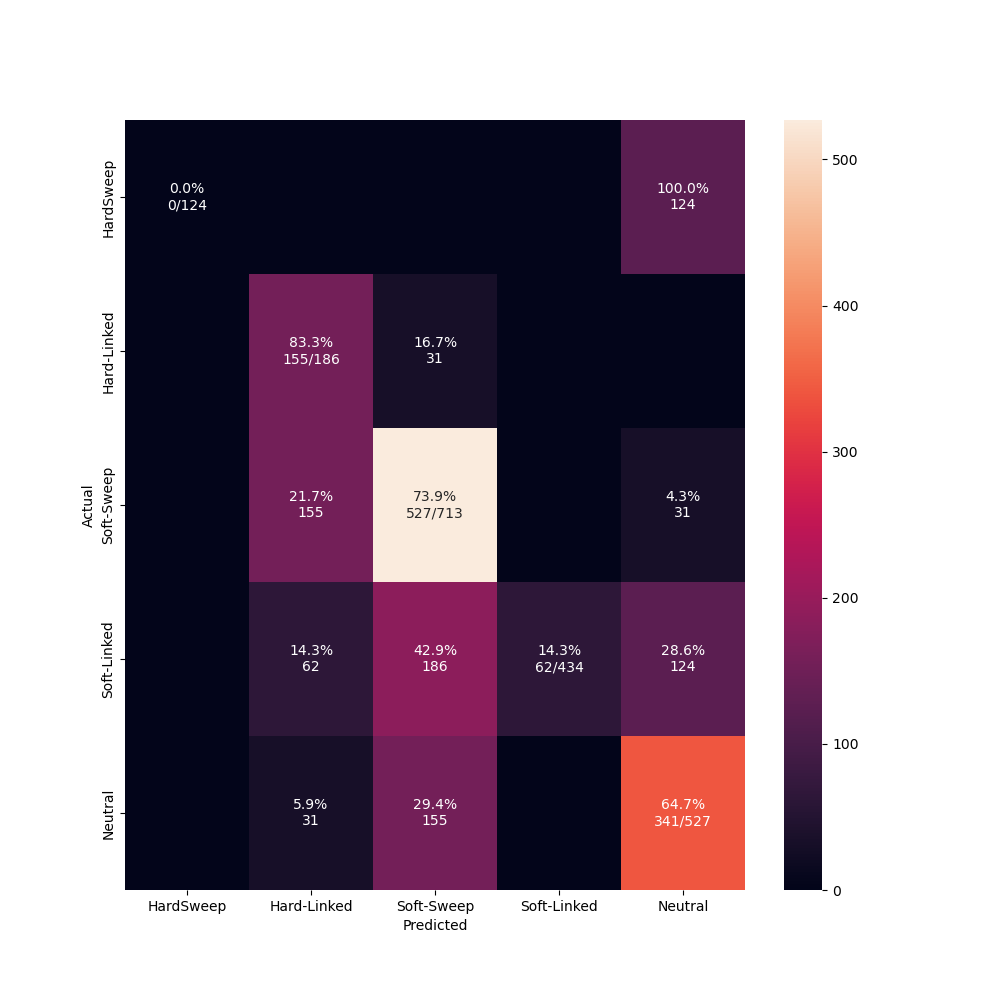 HardSweep
0.0%
0/124
100.0%
124
Hard-Linked
83.3%
155/186
16.7%
31
Actual
Soft-Sweep
21.7%
155
73.9%
527/713
4.3%
31
Soft-Linked
14.3%
62
42.9%
186
14.3%
62/434
28.6%
124
Neutral
5.9%
31
29.4%
155
64.7%
341/527
HardSweep
Hard-Linked
Soft-Sweep
Soft-Linked
Neutral
Predicted
500
400
300
200
100
0